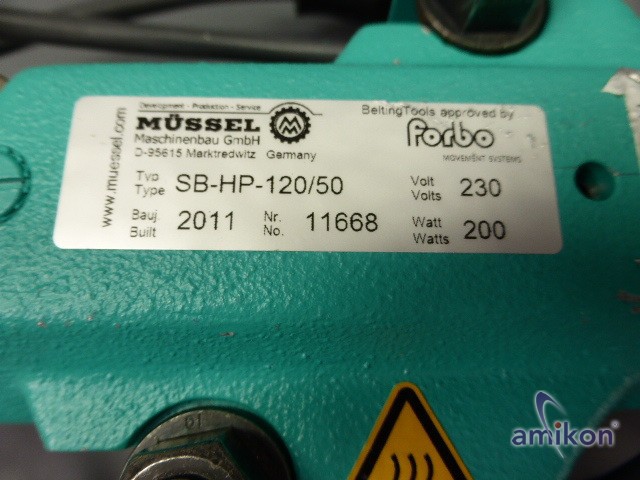 Development - Production - Service
MÜSSEL
Maschinenbau GmbH
D-95615 Marktredwitz Germany
BeltingTools approved by
forbo
MOVEMENT SYSTEMS
www.muessel.com
Typ
Type SB-HP-120/50
Volt
Volts 230
Bauj.
Built 2011
Nr.
No. 11668
Watt
Watts 200
amikon